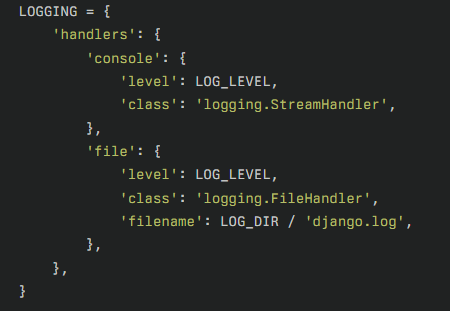 LOGGING = {
    'handlers': {
        'console': {
            'level': LOG_LEVEL,
            'class': 'logging.StreamHandler',
        },
        'file': {
            'level': LOG_LEVEL,
            'class': 'logging.FileHandler',
            'filename': LOG_DIR / 'django.log',
        },
    },
}